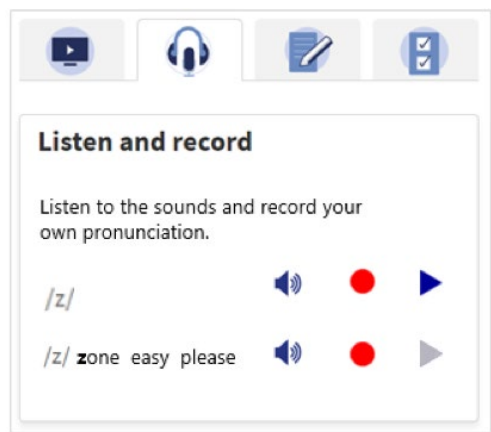 Listen and record
Listen to the sounds and record your
own pronunciation.
/z/
/z/ zone easy please